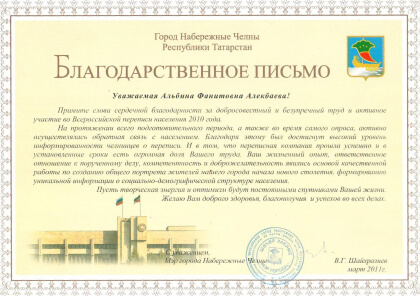 Город Набережные Челны
Республики Татарстан
БЛАГОДАРСТВЕННОЕ ПИСЬМО
Уважаемая Альбина Фанитовна Алекбаева!
Примите слова сердечной благодарности за добросовестный и безупречный труд и активное
участие во Всероссийской переписи населения 2010 года.
На протяжении всего подготовительного периода, а также во время самого опроса, активно
осуществлялась обратная связь с населением. Благодаря этому был достигнут высокий уровень
информированности челнинцев о переписи. И в том, что переписная компания прошла успешно и в
установленные сроки есть огромная доля Вашего труда. Ваш жизненный опыт, ответственное
отношение к порученному делу, компетентность и доброжелательность явились основой качественной
работы по созданию общего портрета жителей нашего города начала нового столетия, формированию
уникальной информации о социально-демографической структуре населения.
Пусть творческая энергия и оптимизм будут постоянными спутниками Вашей жизни.
Желаю Вам доброго здоровья, благополучия и успехов во всех делах.
С уважением,
Мэр города Набережные Челны
В.Г. Шайхразиев
март 2011г.